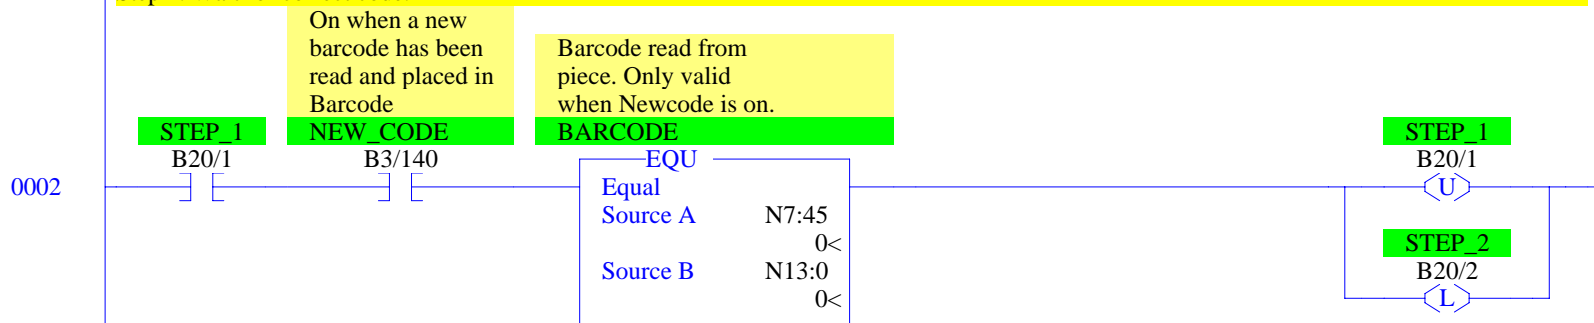 On when a new
barcode has been
read and placed in
Barcode
Barcode read from
piece. Only valid
when Newcode is on.
STEP_1 NEW_CODE BARCODE STEP_1
B20/1 B3/140 EQU B20/1
0002 Equal U
Source A N7:45
0<
STEP_2
Source B N13:0 B20/2
0< L